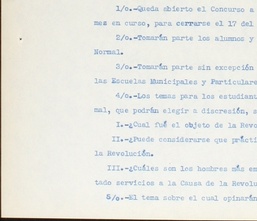 1/o.-Queda abierto el Concurso a
mes en curso, para cerrarse el 17 del
2/o.-Tomarán parte los alumnos y
Normal.
3/o.-Tomarán parte sin excepción
las Escuelas Municipales y Particulare
4/o.-Los temas para los estudiant
mal, que podrán elegir a discreción, s
I.-¿Cual fué el objeto de la Revo
II.-¿Puede considerarse que práct
la Revolución.
III.-¿Cuáles son los hombres más em
tado servicios a la Causa de la Revolu
5/o.-El tema sobre el cual opinarán